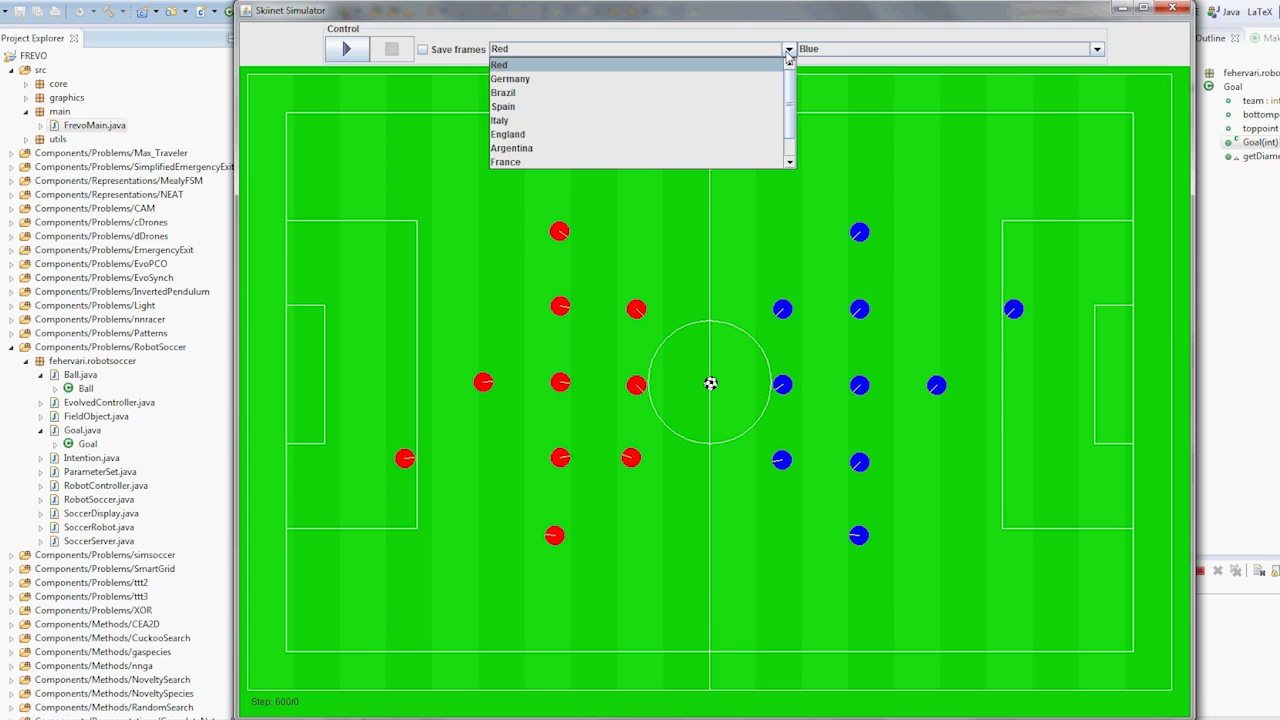 Skiinet Simulator
Java LaTeX
Project Explorer
Control
Outline
Save frames
Red
Blue
Red
Germany
Brazil
Spain
Italy
England
Argentina
France
FREVO
src
core
graphics
main
FrevoMain.java
utils
Components/Problems/Max_Traveler
Components/Problems/SimplifiedEmergencyExit
Components/Representations/MealyFSM
Components/Representations/NEAT
Components/Problems/CAM
Components/Problems/cDrones
Components/Problems/dDrones
Components/Problems/EmergencyExit
Components/Problems/EvoPCO
Components/Problems/EvoSynch
Components/Problems/InvertedPendulum
Components/Problems/Light
Components/Problems/nnracer
Components/Problems/Patterns
Components/Problems/RobotSoccer
fehervari.robotsoccer
Ball.java
Ball
EvolvedController.java
FieldObject.java
Goal.java
Goal
Intention.java
ParameterSet.java
RobotController.java
RobotSoccer.java
SoccerDisplay.java
SoccerRobot.java
SoccerServer.java
Components/Problems/simsoccer
Components/Problems/SmartGrid
Components/Problems/ttt2
Components/Problems/ttt3
Components/Problems/XOR
Components/Methods/CEA2D
Components/Methods/CuckooSearch
Components/Methods/gaspecies
Components/Methods/nnga
Components/Methods/NoveltySearch
Components/Methods/NoveltySpecies
Components/Methods/RandomSearch
fehervari.robo
Goal
team : int
bottomp
toppoint
Goal(int)
getDiame
Step: 600/0